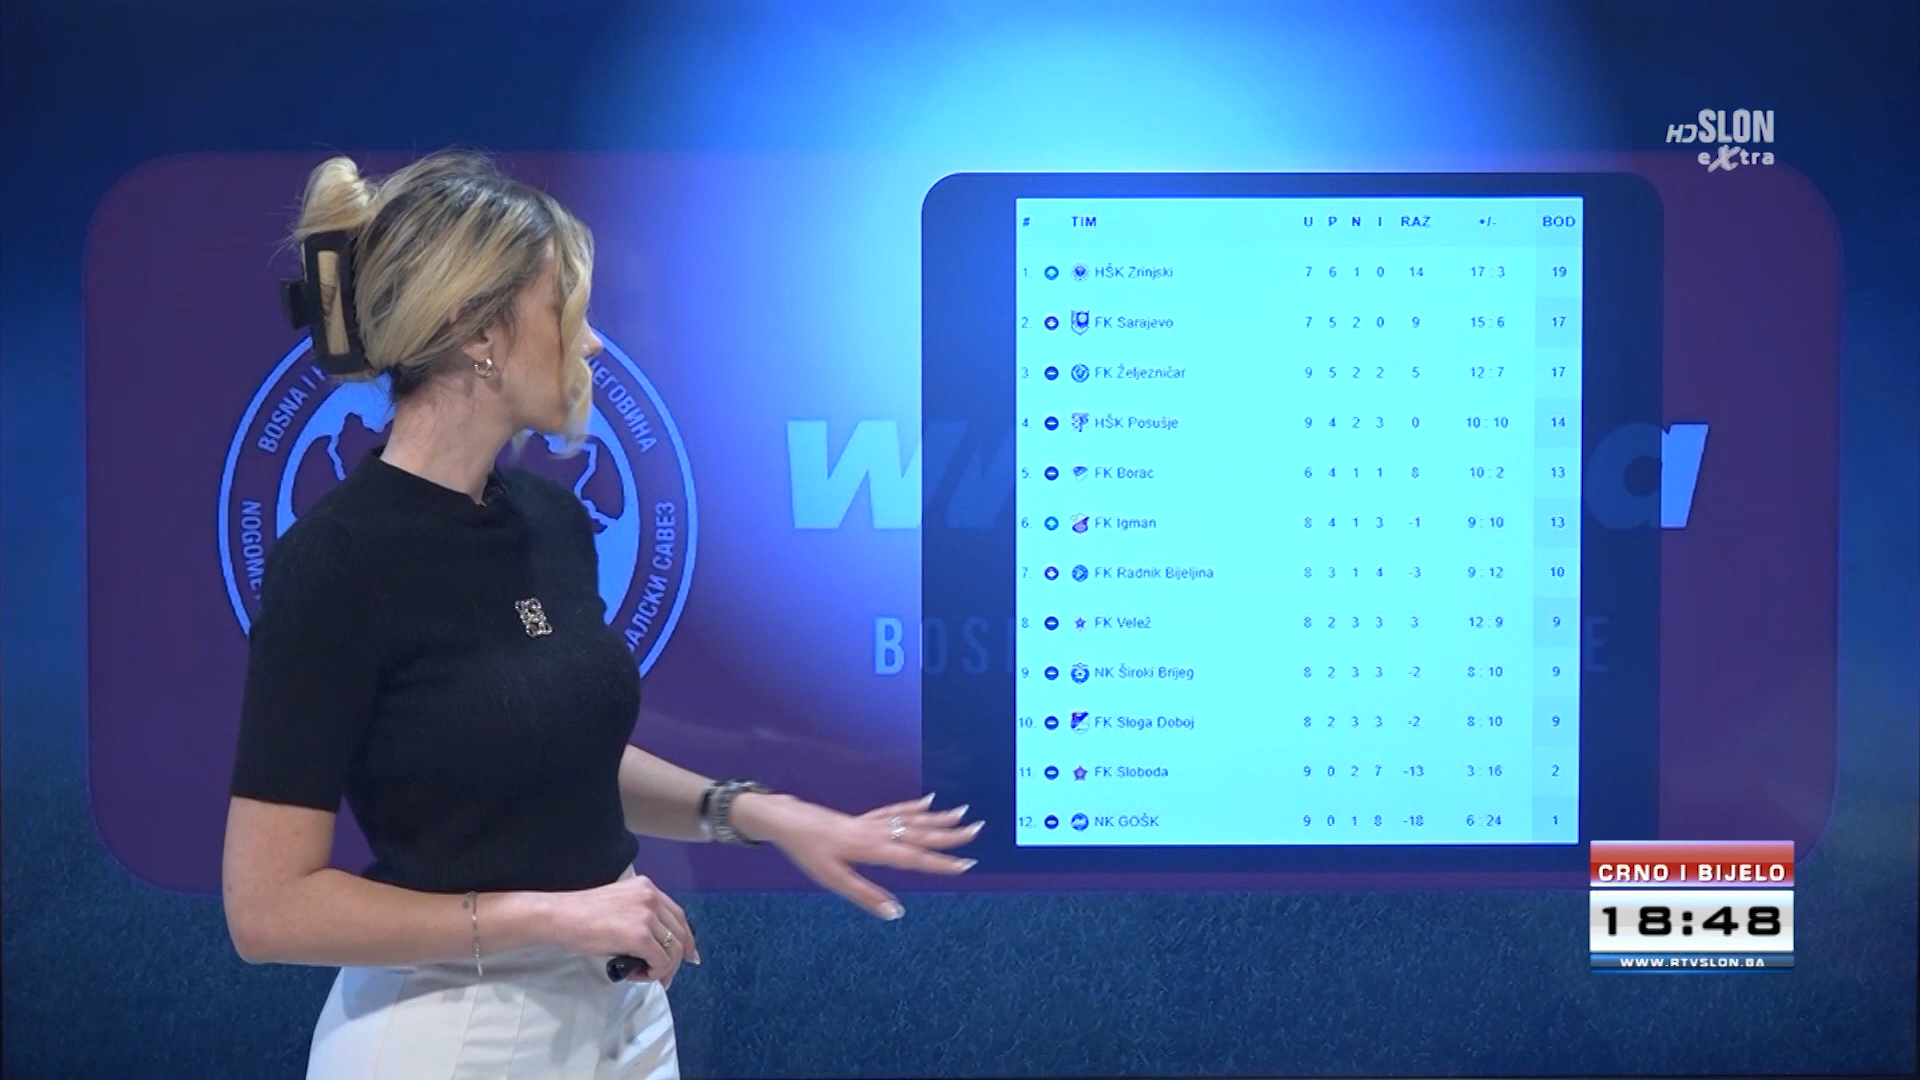 HD SLON
extra
# TIM U P N I RAZ +/- BOD
1. HŠK Zrinjski 7 6 1 0 14 17 : 3 19
2. FK Sarajevo 7 5 2 0 9 15 : 6 17
3. FK Željezničar 9 5 2 2 5 12 : 7 17
4. HŠK Posušje 9 4 2 3 0 10 : 10 14
5. FK Borac 6 4 1 1 8 10 : 2 13
6. FK Igman 8 4 1 3 -1 9 : 10 13
7. FK Radnik Bijeljina 8 3 1 4 -3 9 : 12 10
8. FK Velež 8 2 3 3 3 12 : 9 9
9. NK Široki Brijeg 8 2 3 3 -2 8 : 10 9
10. FK Sloga Doboj 8 2 3 3 -2 8 : 10 9
11. FK Sloboda 9 0 2 7 -13 3 : 16 2
12. NK GOŠK 9 0 1 8 -18 6 : 24 1
BOSNA I
САВЕЗ
CRNO I BIJELO
18:48
WWW.RTVSLON.BA